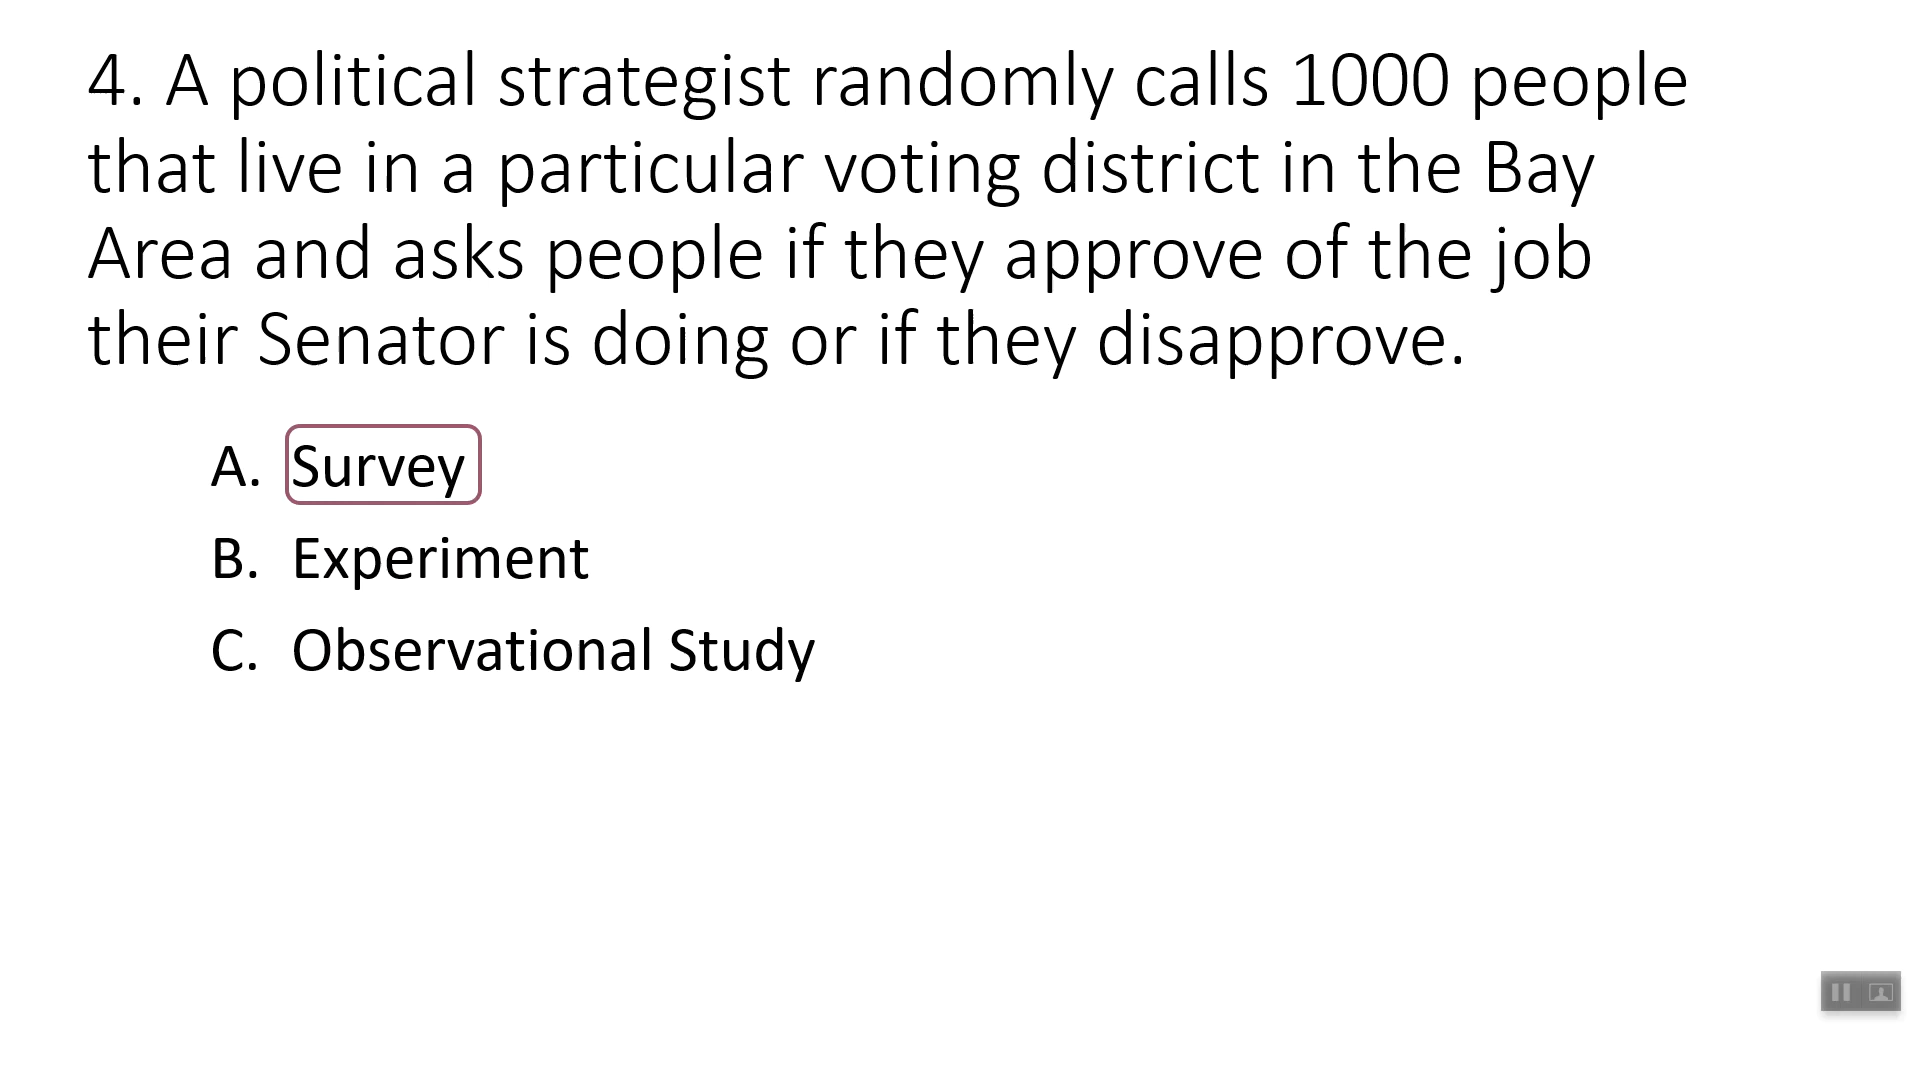 4. A political strategist randomly calls 1000 people
that live in a particular voting district in the Bay
Area and asks people if they approve of the job
their Senator is doing or if they disapprove.
A. Survey
B. Experiment
C. Observational Study